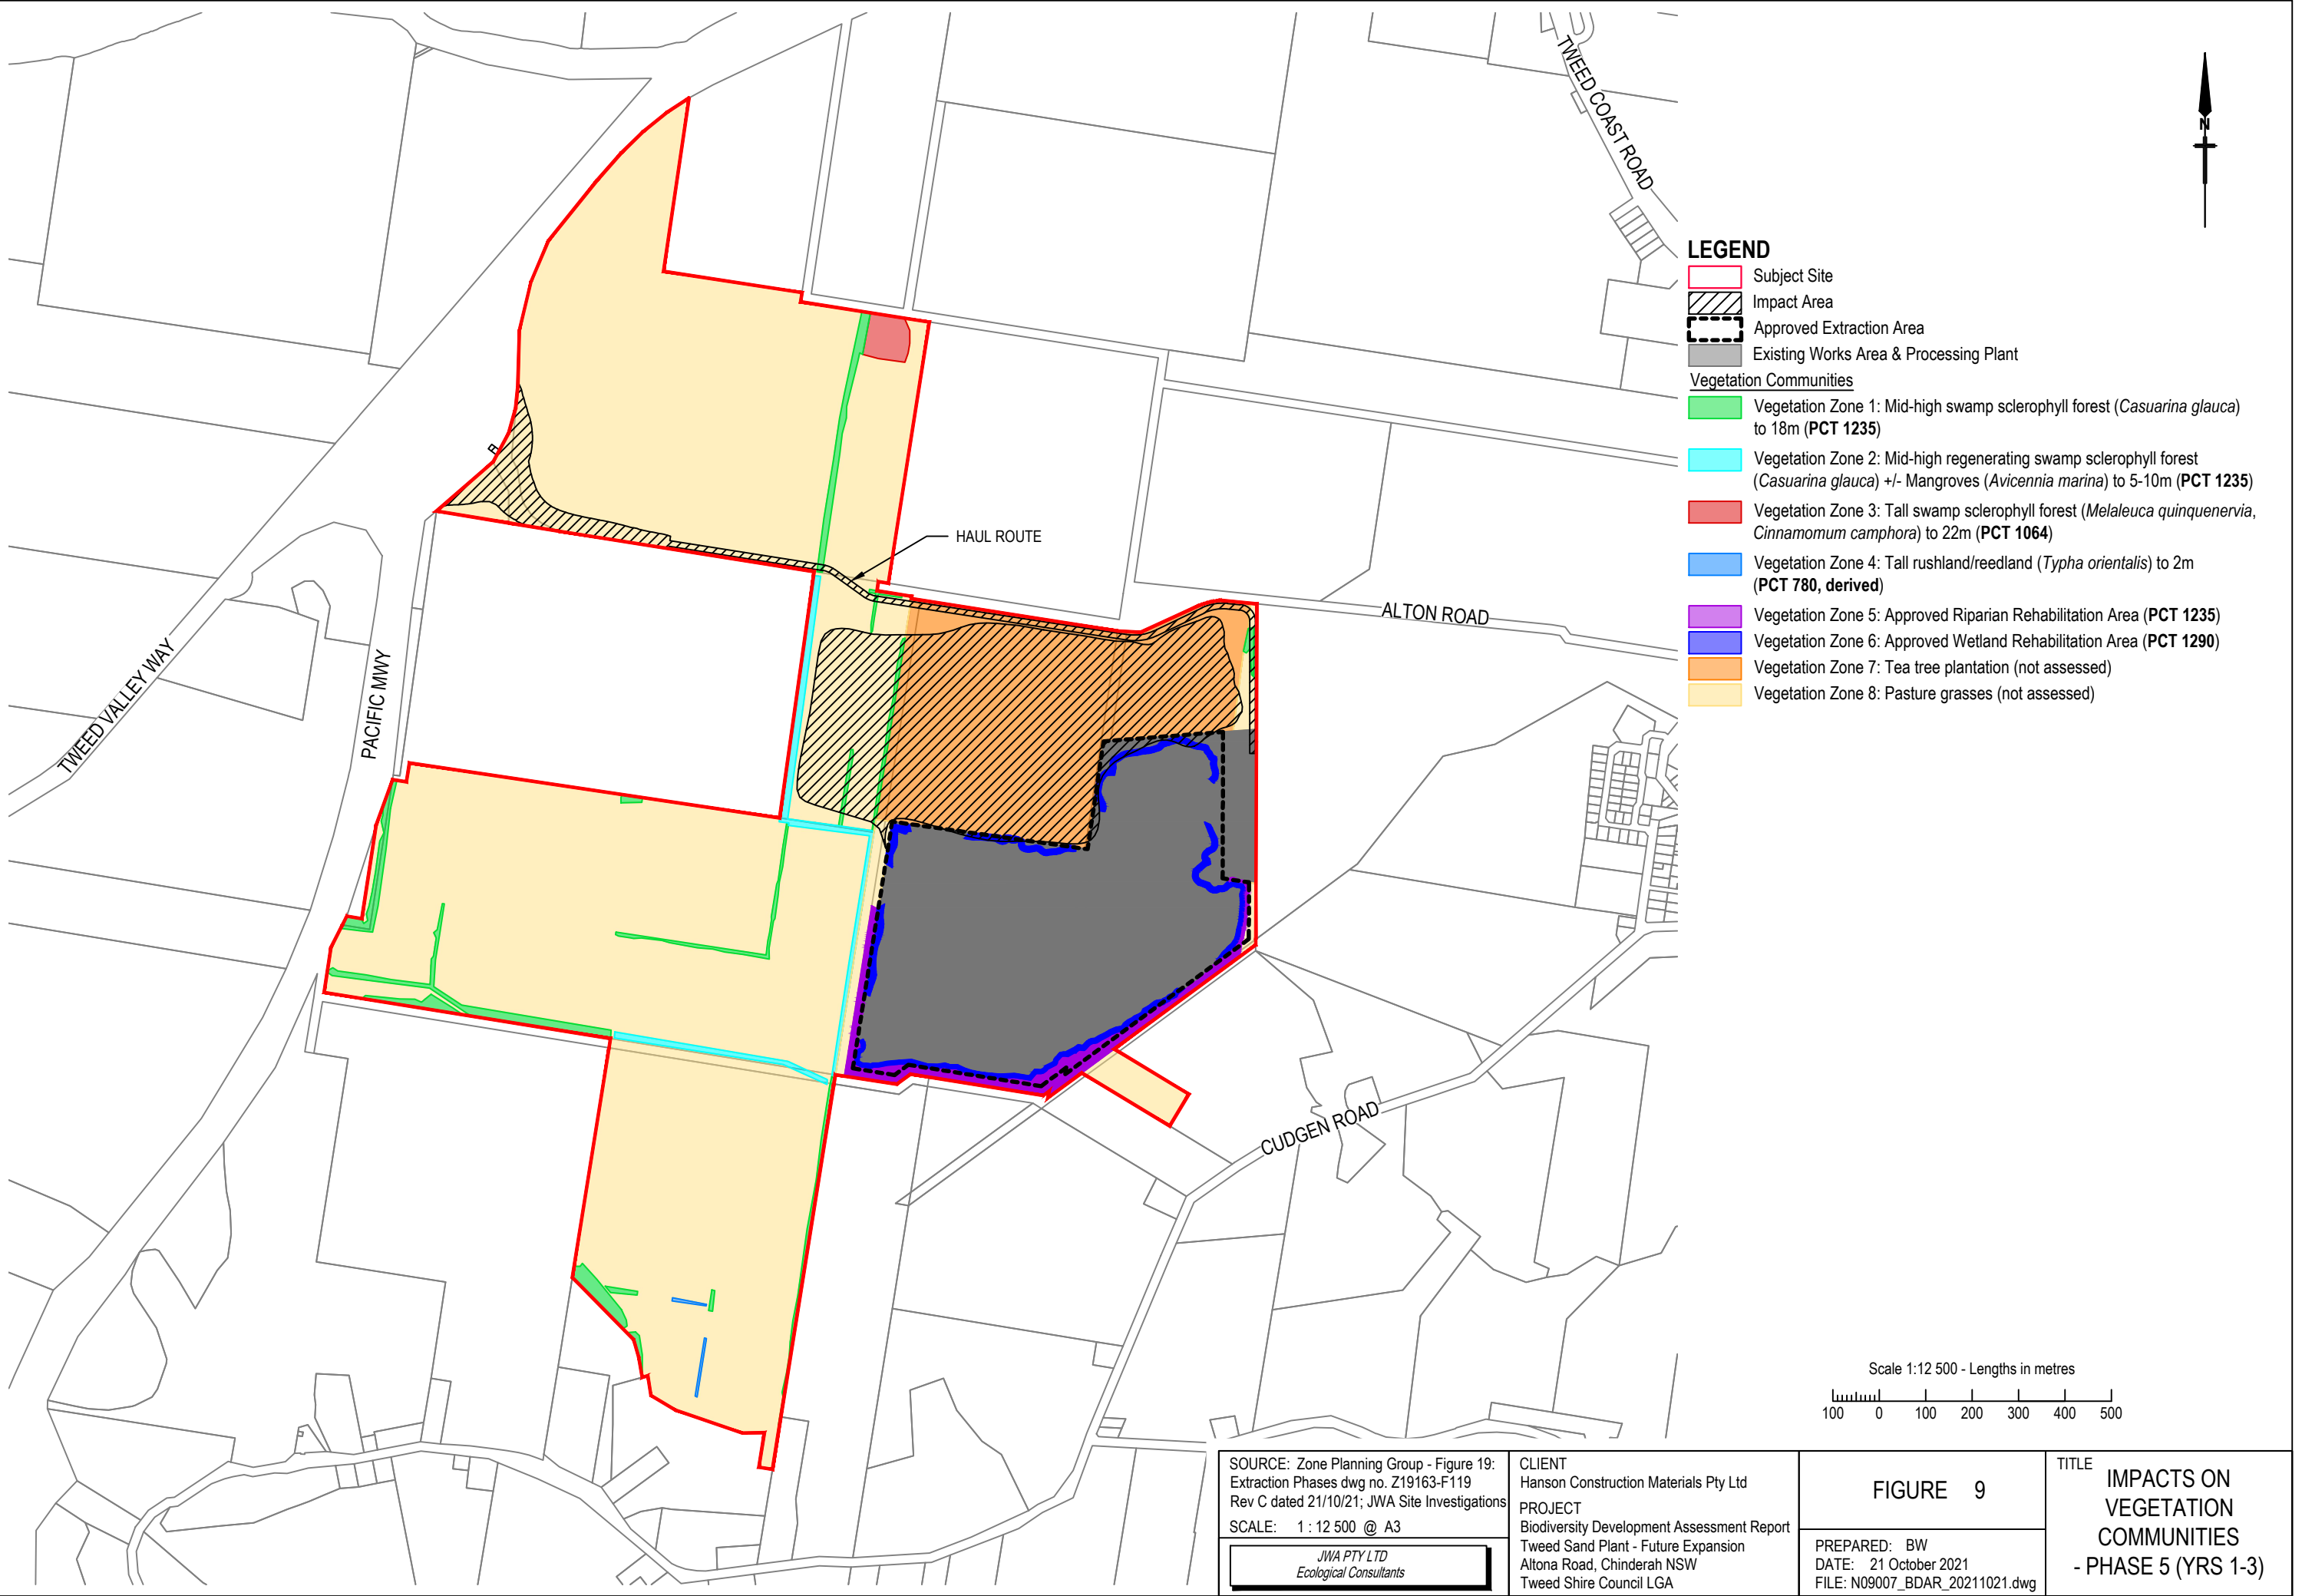 TWEED COAST ROAD
N
LEGEND
Subject Site
Impact Area
Approved Extraction Area
Existing Works Area & Processing Plant
Vegetation Communities
Vegetation Zone 1: Mid-high swamp sclerophyll forest (Casuarina glauca)
to 18m (PCT 1235)
Vegetation Zone 2: Mid-high regenerating swamp sclerophyll forest
(Casuarina glauca) +/- Mangroves (Avicennia marina) to 5-10m (PCT 1235)
Vegetation Zone 3: Tall swamp sclerophyll forest (Melaleuca quinquenervia,
Cinnamomum camphora) to 22m (PCT 1064)
Vegetation Zone 4: Tall rushland/reedland (Typha orientalis) to 2m
(PCT 780, derived)
Vegetation Zone 5: Approved Riparian Rehabilitation Area (PCT 1235)
Vegetation Zone 6: Approved Wetland Rehabilitation Area (PCT 1290)
Vegetation Zone 7: Tea tree plantation (not assessed)
Vegetation Zone 8: Pasture grasses (not assessed)
HAUL ROUTE
ALTON ROAD
TWEED VALLEY WAY
PACIFIC MWY
CUDGEN ROAD
Scale 1:12 500 - Lengths in metres
100 0 100 200 300 400 500
SOURCE: Zone Planning Group - Figure 19:
Extraction Phases dwg no. Z19163-F119
Rev C dated 21/10/21; JWA Site Investigations
SCALE: 1 : 12 500 @ A3
JWA PTY LTD
Ecological Consultants
CLIENT
Hanson Construction Materials Pty Ltd
PROJECT
Biodiversity Development Assessment Report
Tweed Sand Plant - Future Expansion
Altona Road, Chinderah NSW
Tweed Shire Council LGA
FIGURE 9
PREPARED: BW
DATE: 21 October 2021
FILE: N09007_BDAR_20211021.dwg
TITLE
IMPACTS ON
VEGETATION
COMMUNITIES
- PHASE 5 (YRS 1-3)